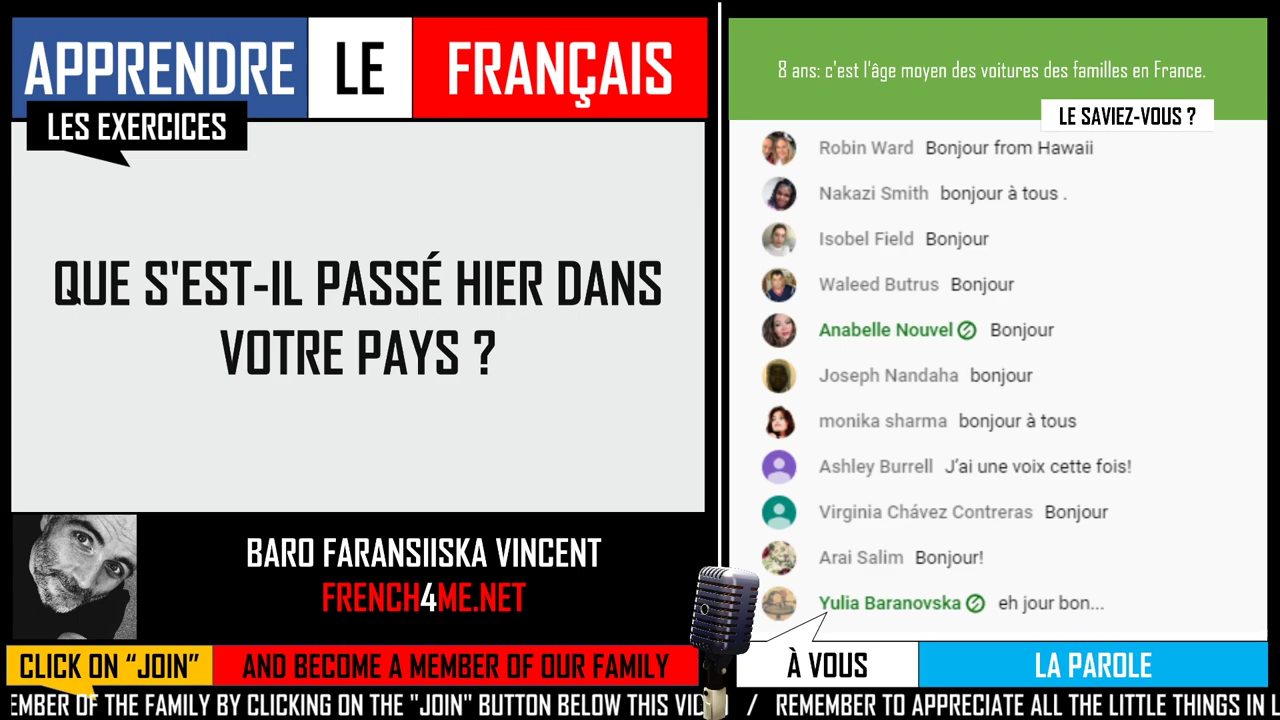 APPRENDRE LE FRANÇAIS
LES EXERCICES
QUE S'EST-IL PASSÉ HIER DANS
VOTRE PAYS ?
BARO FARANSIISKA VINCENT
FRENCH4ME.NET
CLICK ON “JOIN” AND BECOME A MEMBER OF OUR FAMILY
8 ans: c'est l'âge moyen des voitures des familles en France.
LE SAVIEZ-VOUS ?
Robin Ward Bonjour from Hawaii
Nakazi Smith bonjour à tous .
Isobel Field Bonjour
Waleed Butrus Bonjour
Anabelle Nouvel Bonjour
Joseph Nandaha bonjour
monika sharma bonjour à tous
Ashley Burrell J'ai une voix cette fois!
Virginia Chávez Contreras Bonjour
Arai Salim Bonjour!
Yulia Baranovska eh jour bon...
À VOUS LA PAROLE
OF THE FAMILY BY CLICKING ON THE "JOIN" BUTTON BELOW THIS / REMEMBER TO APPRECIATE ALL THE LITTLE THINGS IN